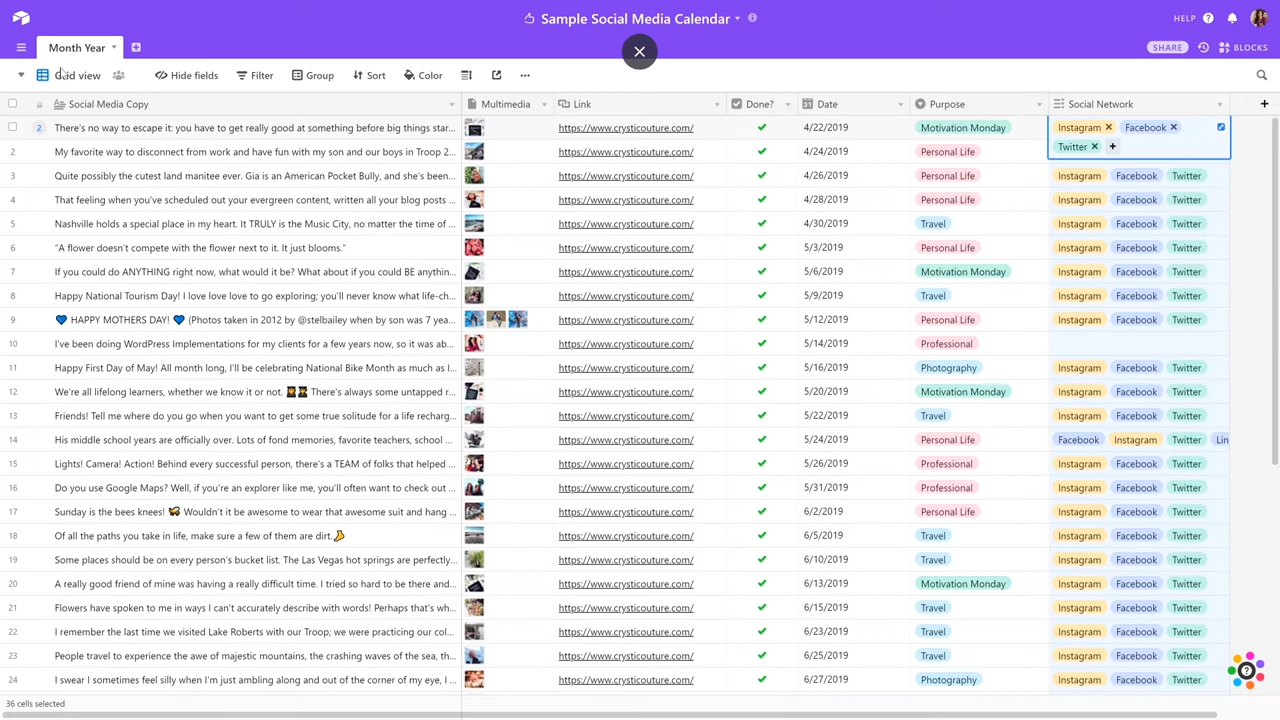 Sample Social Media Calendar
HELP
Month Year
SHARE
BLOCKS
Grid view
Hide fields
Filter
Group
Sort
Color
Social Media Copy
Multimedia
Link
Done?
Date
Purpose
Social Network
2 There's no way to escape it: you have to get really good at something before big things star... https://www.crysticouture.com/ 4/22/2019 Motivation Monday Instagram Facebook
Twitter
2 My favorite way to disconnect from work and have fun with my son and our boys in Troop 2... https://www.crysticouture.com/ 4/24/2019 Personal Life
3 Quite possibly the cutest land manatee ever. Gia is an American Pocket Bully, and she's been... https://www.crysticouture.com/ 4/26/2019 Personal Life Instagram Facebook Twitter
4 That feeling when you've scheduled out your evergreen content, written all your blog posts ... https://www.crysticouture.com/ 4/28/2019 Personal Life Instagram Facebook Twitter
5 Nashville holds a special place in my heart. It TRULY is the Music City, no matter the time of ... https://www.crysticouture.com/ 4/29/2019 Travel Instagram Facebook Twitter
6 "A flower doesn't compete with the flower next to it. It just blooms." https://www.crysticouture.com/ 5/3/2019 Personal Life Instagram Facebook Twitter
7 If you could do ANYTHING right now, what would it be? What about if you could BE anythin... https://www.crysticouture.com/ 5/6/2019 Motivation Monday Instagram Facebook Twitter
8 Happy National Tourism Day! I love love love to go exploring; you'll never know what life-ch... https://www.crysticouture.com/ 5/9/2019 Travel Instagram Facebook Twitter
9 💙 HAPPY MOTHERS DAY! 💙 (Photos taken in 2012 by @stelbailey when by son was 7 yea... https://www.crysticouture.com/ 5/12/2019 Personal Life Instagram Facebook Twitter
10 I've been doing WordPress Implementations for my clients for a few years now, so it was ab... https://www.crysticouture.com/ 5/14/2019 Professional
11 Happy First Day of May! All month long, I'll be celebrating National Bike Month as much as I... https://www.crysticouture.com/ 5/16/2019 Photography Instagram Facebook Twitter
12 We're all lifelong learners, whether we know it or not. There's always some untapped r... https://www.crysticouture.com/ Motivation Monday Instagram Facebook Twitter
13 Friends! Tell me where do you go when you want to get some true solitude for a life recharg... https://www.crysticouture.com/ 5/22/2019 Travel Instagram Facebook Twitter
14 His middle school years are officially over. Lots of fond memories, favorite teachers, school ... https://www.crysticouture.com/ Personal Life Facebook Instagram Twitter Lin
15 Lights! Camera! Action! Behind every successful person, there's a TEAM of folks that helped ... https://www.crysticouture.com/ 5/28/2019 Professional Instagram Facebook Twitter
16 Do you use Google Maps? Well, if you're an explorer like me, you'll often want to check out ... https://www.crysticouture.com/ 5/31/2019 Professional Instagram Facebook Twitter
17 Sunday is the bees knees! 🐝 Wouldn't it be awesome to wear that awesome suit and hang ... https://www.crysticouture.com/ 6/2/2019 Personal Life Instagram Facebook Twitter
18 Of all the paths you take in life, make sure a few of them are dirt. https://www.crysticouture.com/ Travel Instagram Facebook Twitter
19 Some places should be on every person's bucket list. The Las Vegas hot springs are perfectly... https://www.crysticouture.com/ Travel Instagram Facebook Twitter
20 A really good friend of mine was having a really difficult time. I tried so hard to be there and... https://www.crysticouture.com/ 6/13/2019 Motivation Monday Instagram Facebook Twitter
21 Flowers have spoken to me in ways I can't accurately describe with words! Perhaps that's wh... https://www.crysticouture.com/ 6/15/2019 Travel Instagram Facebook Twitter
22 I remember the last time we visited Lake Roberts with our Troop; we were practicing our col... https://www.crysticouture.com/ 6/23/2019 Travel Instagram Facebook Twitter
23 People travel to experience the awe of majestic mountains, the crashing waves of the sea, th... https://www.crysticouture.com/ 6/25/2019 Travel Instagram Facebook Twitter
24 I swear I sometimes feel silly when I'm just ambling along and out of the corner of my eye, I ... https://www.crysticouture.com/ 6/27/2019 Photography Instagram Facebook Twitter
36 cells selected